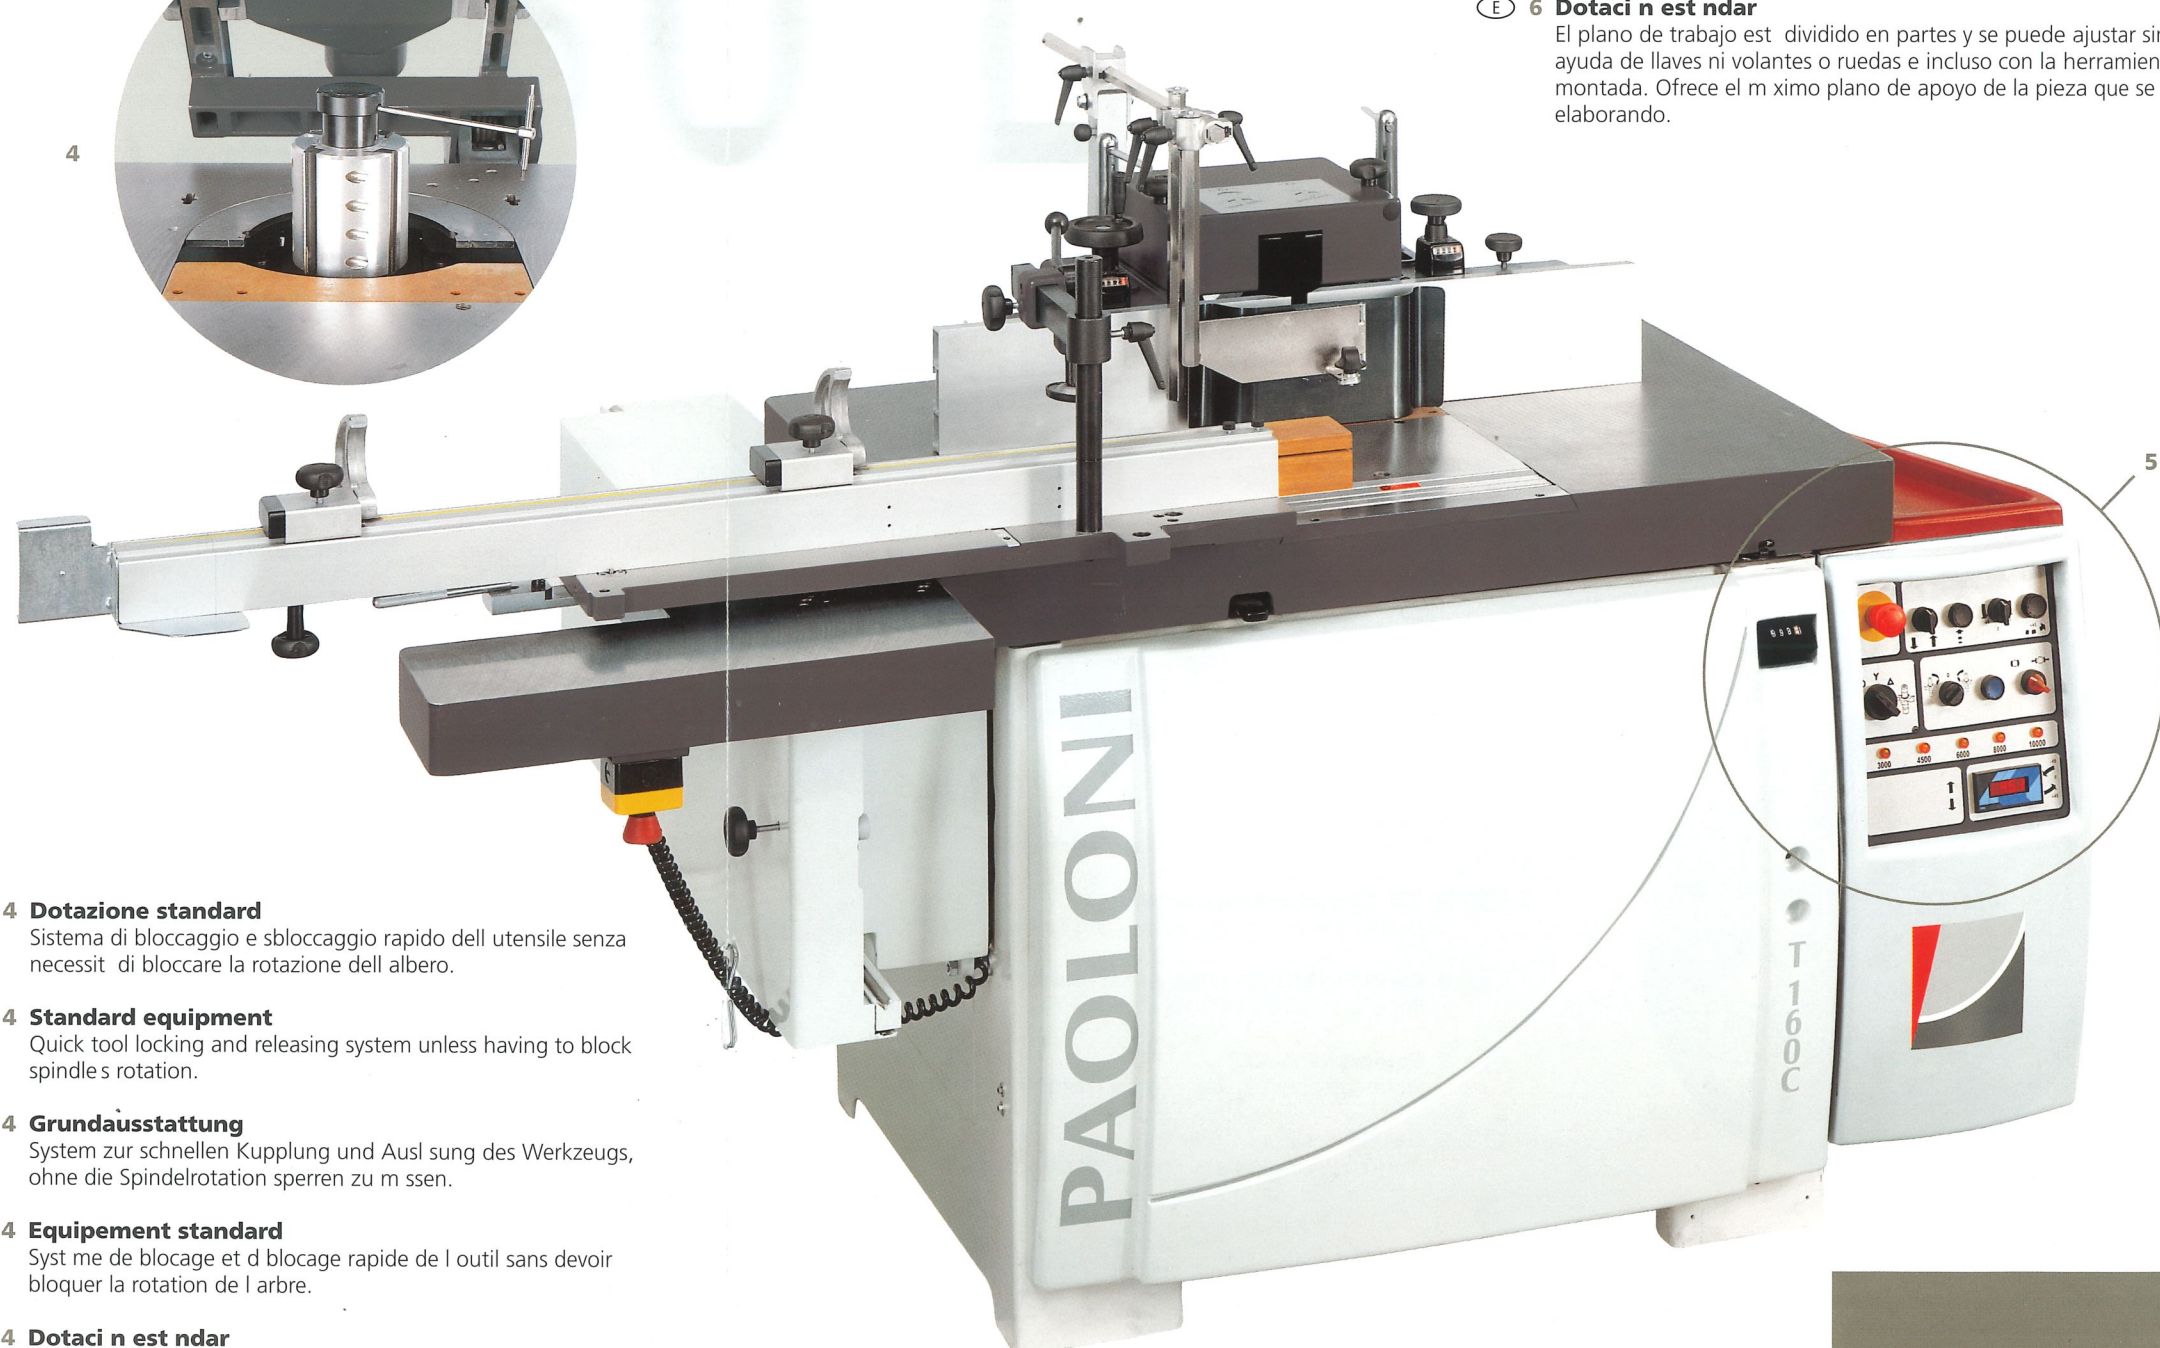 E 6 Dotaci n est ndar
El plano de trabajo est dividido en partes y se puede ajustar
ayuda de llaves ni volantes o ruedas e incluso con la
montada. Ofrece el m ximo plano de apoyo de la pieza que se
elaborando.
4
5
3000 4500 6000 8000 10000
PAOLONI
T160C
4 Dotazione standard
Sistema di bloccaggio e sbloccaggio rapido dell utensile senza
necessit di bloccare la rotazione dell albero.
4 Standard equipment
Quick tool locking and releasing system unless having to block
spindle s rotation.
4 Grundausstattung
System zur schnellen Kupplung und Ausl sung des Werkzeugs,
ohne die Spindelrotation sperren zu m ssen.
4 Equipement standard
Syst me de blocage et d blocage rapide de l outil sans devoir
bloquer la rotation de l arbre.
4 Dotaci n est ndar